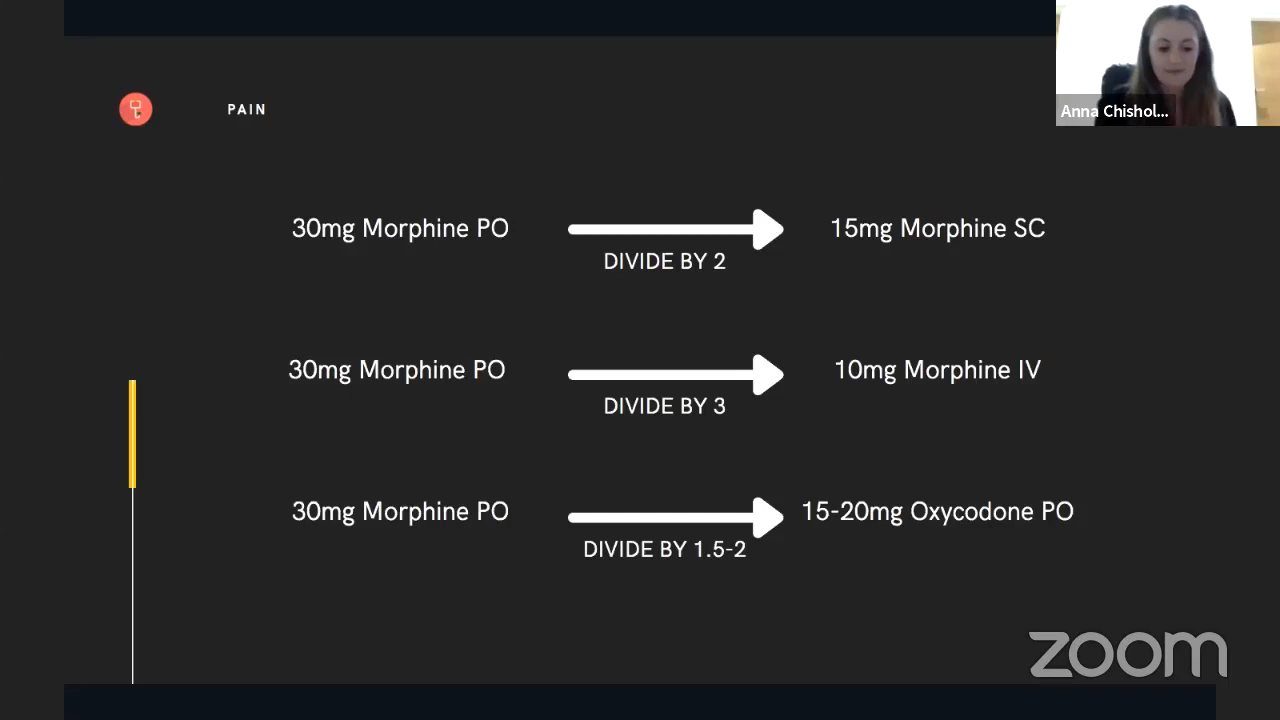 Anna Chishol...
PAIN
30mg Morphine PO
DIVIDE BY 2
15mg Morphine SC
30mg Morphine PO
DIVIDE BY 3
10mg Morphine IV
30mg Morphine PO
DIVIDE BY 1.5-2
15-20mg Oxycodone PO
zoom